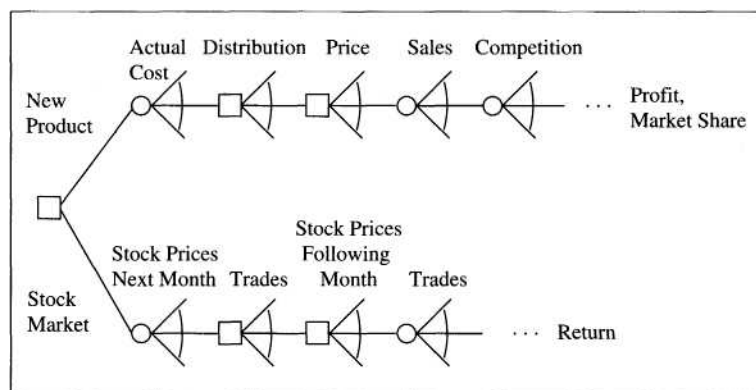 Actual
Cost
Distribution
Price
Sales
Competition
New
Product
· · ·
Profit,
Market Share
Stock Prices
Next Month
Trades
Stock Prices
Following
Month
Trades
Stock
Market
· · ·
Return